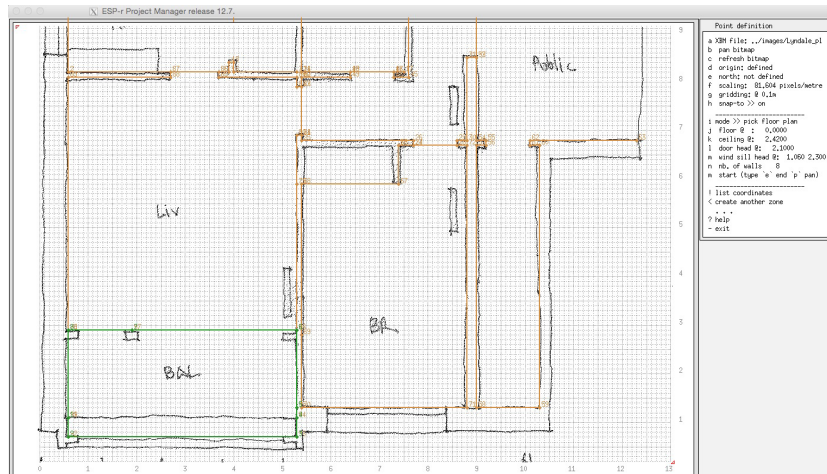 ESP-r Project Manager release 12.7.
Point definition
a XBM file: ../images/Lyndale_pl
b pan bitmap
c refresh bitmap
d origin: defined
e north: not defined
f scaling: 81.604 pixels/metre
g gridding: @ 0.1m
h snap-to >> on
i mode >> pick floor plan
j floor @ : 0.0000
k ceiling @: 2.4200
l door head @: 2.1000
m wind sill head @: 1.060 2.300
n nb. of walls 8
m start (type `e` end `p` pan)
! list coordinates
< create another zone
. . .
? help
- exit
Public
Liv
BR
BAL
9
8
7
6
5
4
3
2
1
0 1 2 3 4 5 6 7 8 9 10 11 12 13